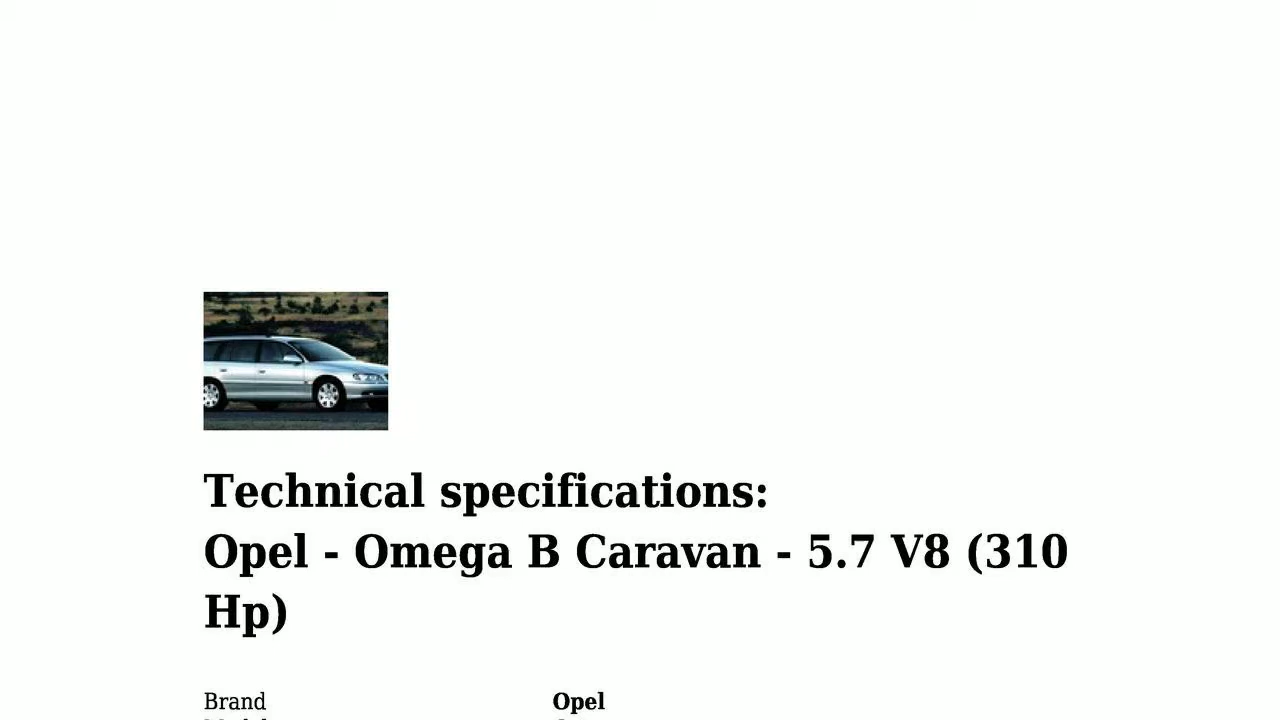 Technical specifications:
Opel - Omega B Caravan - 5.7 V8 (310
Hp)
Brand Opel